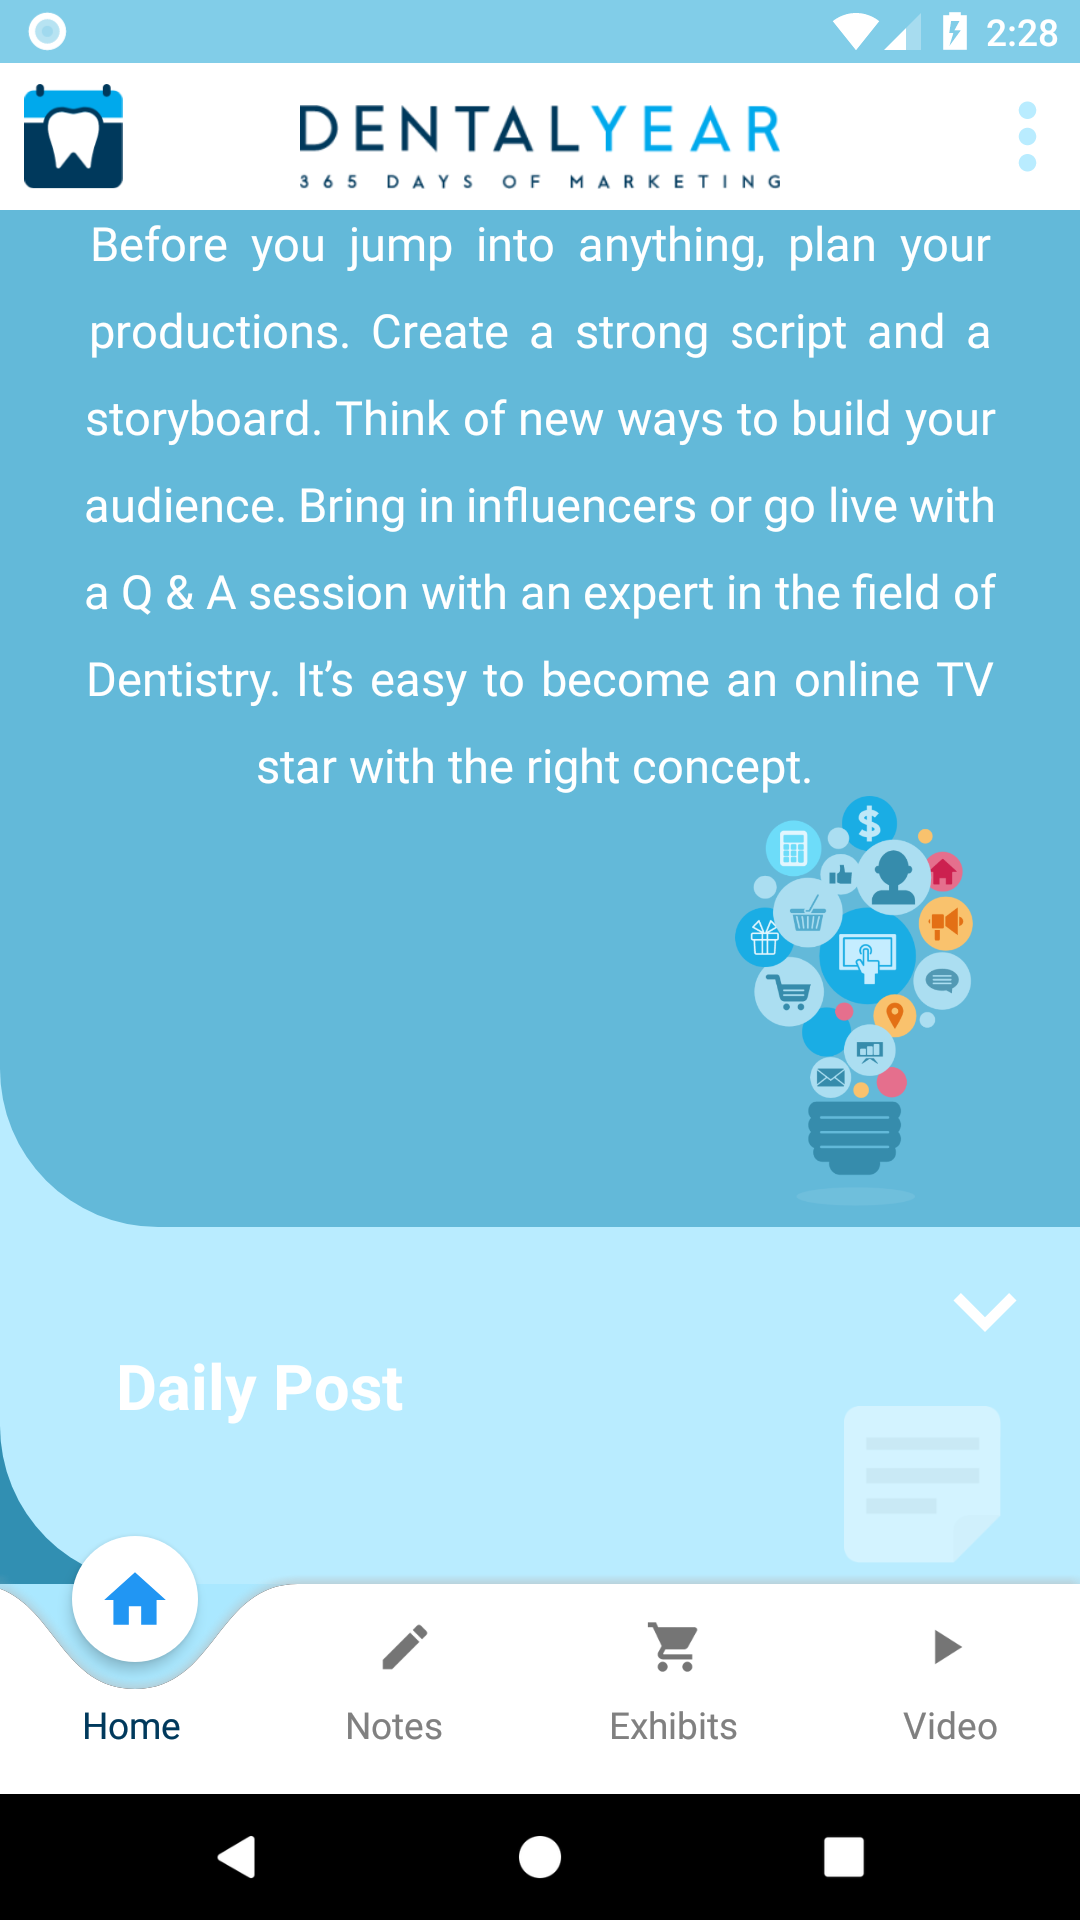 2:28
DENTALYEAR
365 DAYS OF MARKETING
Before you jump into anything, plan your
productions. Create a strong script and a
storyboard. Think of new ways to build your
audience. Bring in influencers or go live with
a Q & A session with an expert in the field of
Dentistry. It’s easy to become an online TV
star with the right concept.
$
Daily Post
Home
Notes
Exhibits
Video